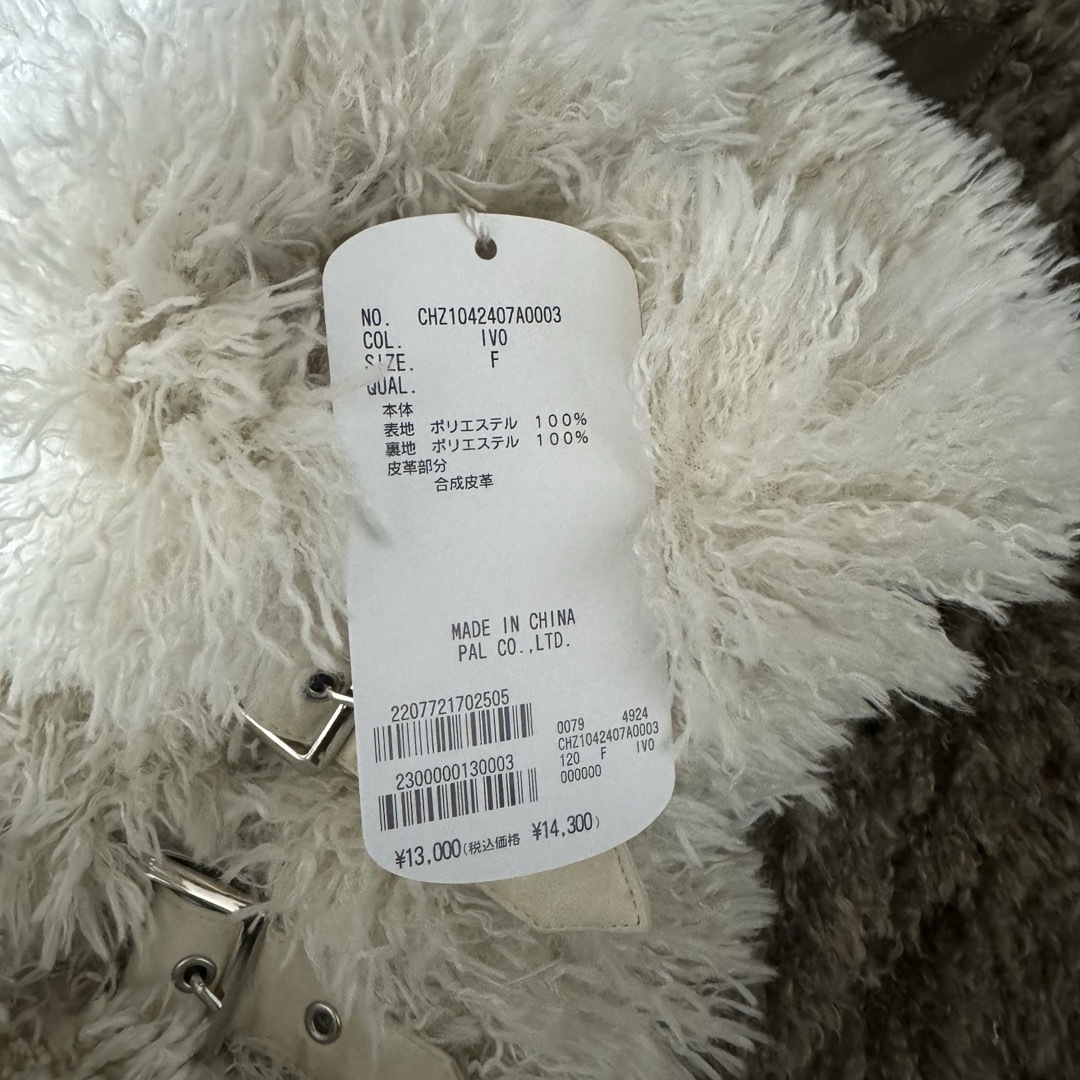 NO. CHZ1042407A0003
COL. IVO
SIZE. F
QUAL.
本体
表地 ポリエステル 100%
裏地 ポリエステル 100%
皮革部分
合成皮革
MADE IN CHINA
PAL CO.,LTD.
2207721702505
2300000130003
0079 4924
CHZ1042407A0003
120 F IVO
000000
¥13,000(税込価格 ¥14,300)